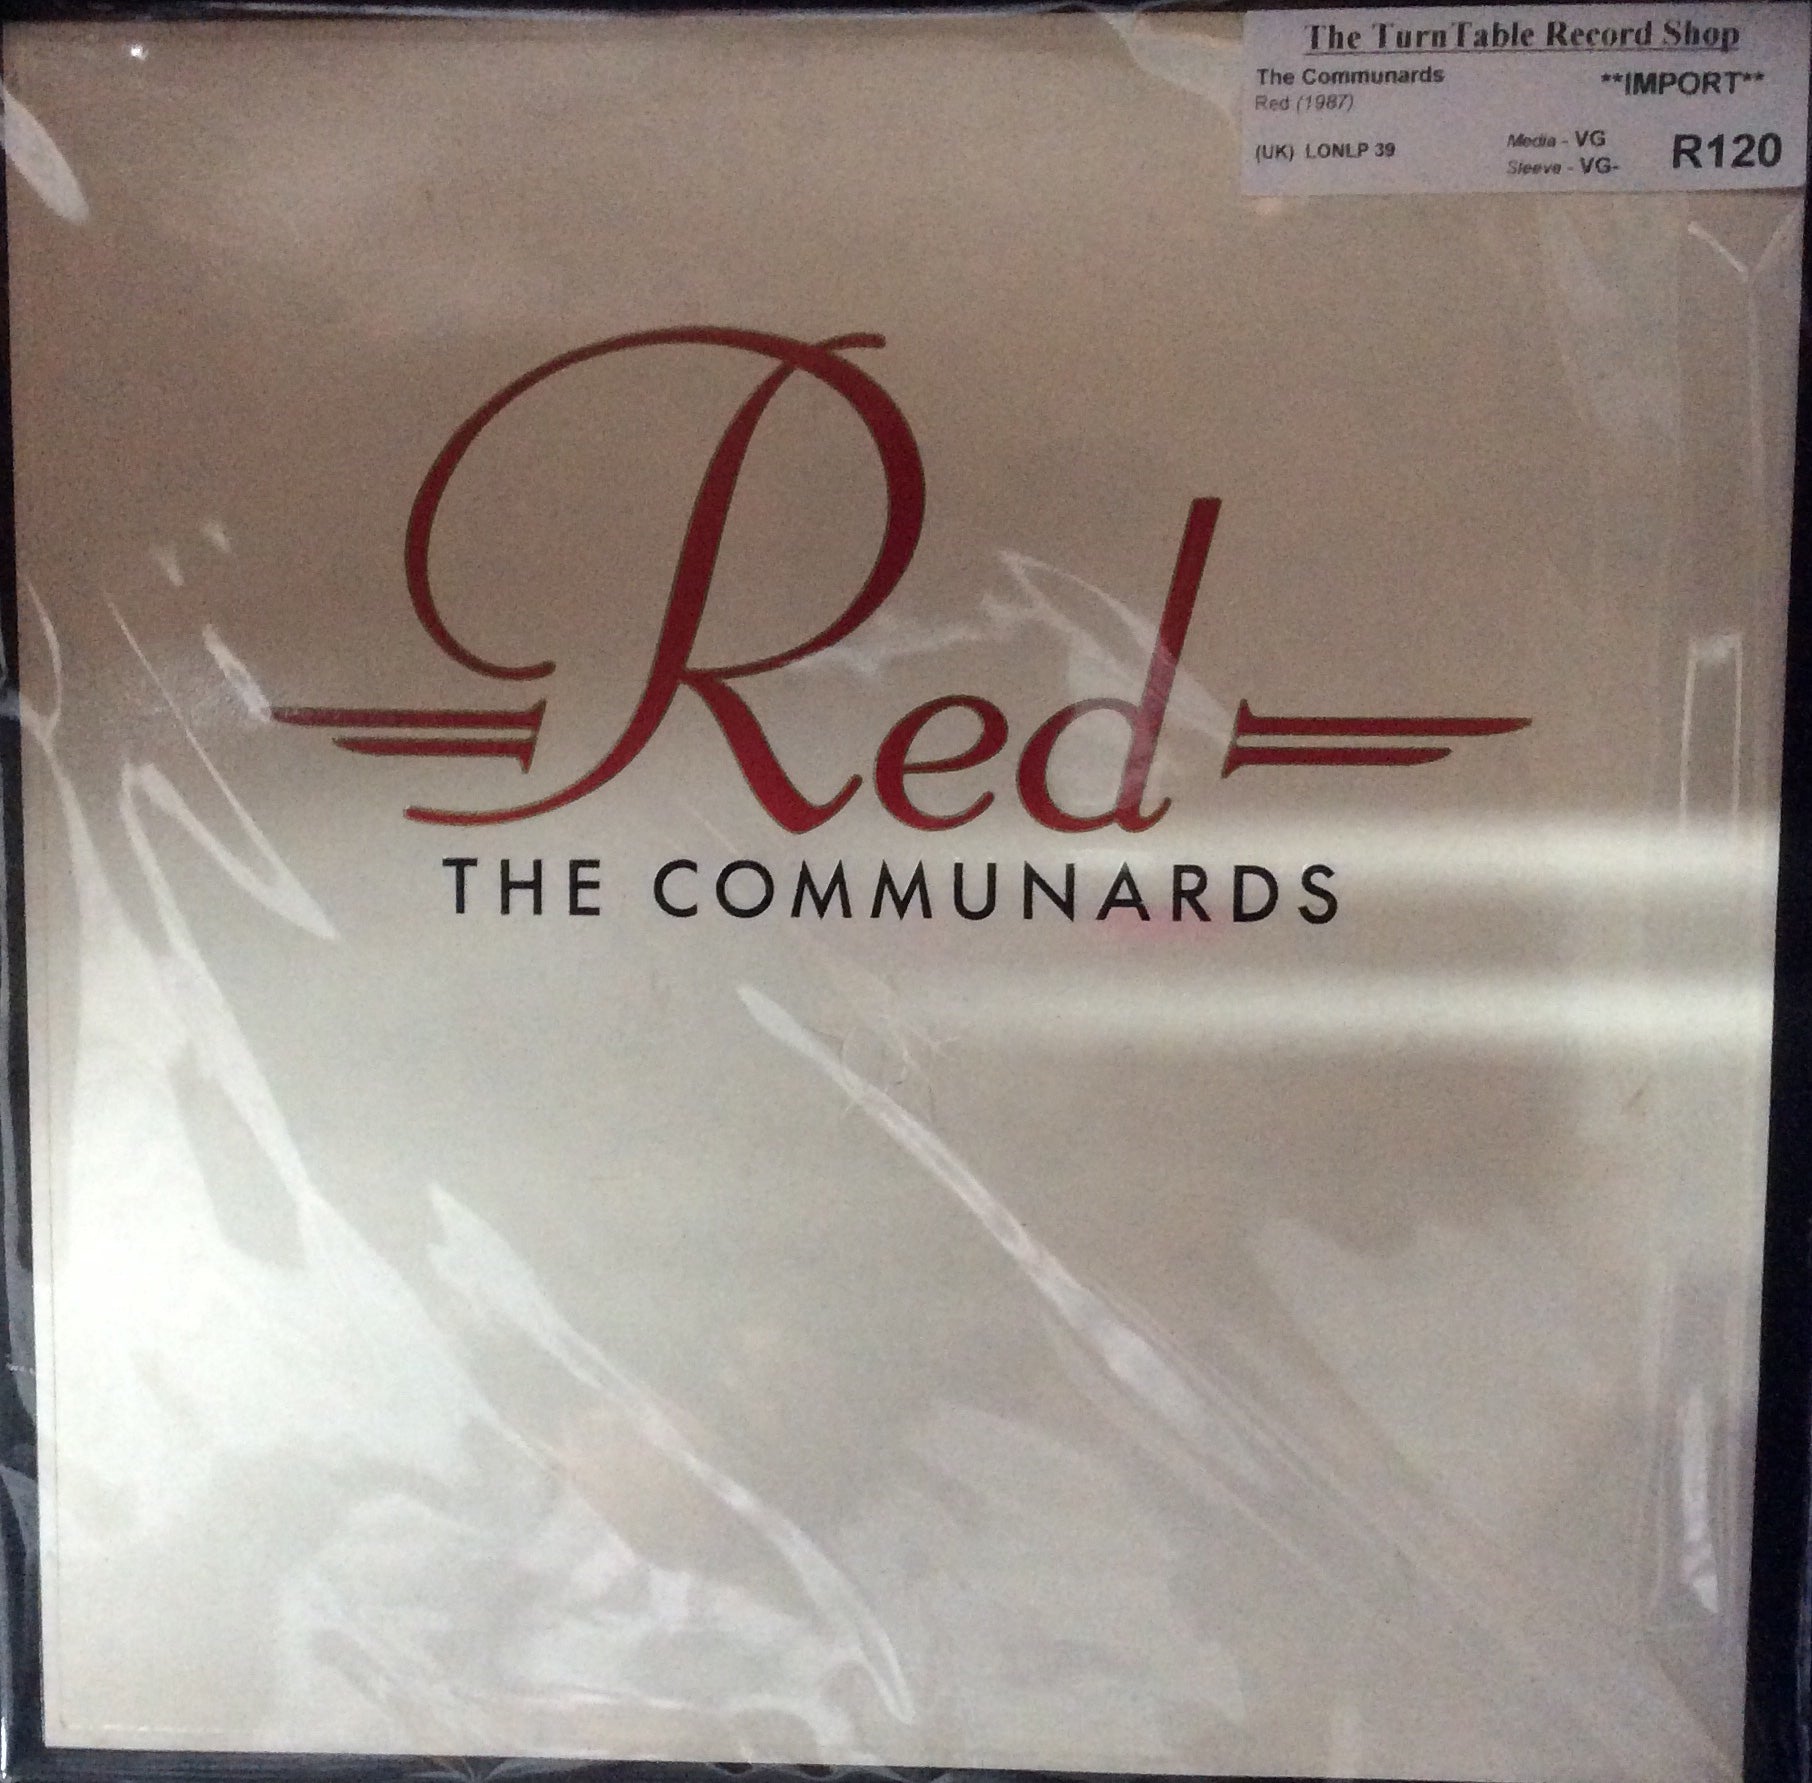 The TurnTable Record Shop
The Communards **IMPORT**
Red (1987)
(UK) LONLP 39 Media - VG R120
Sleeve - VG-
Red
THE COMMUNARDS